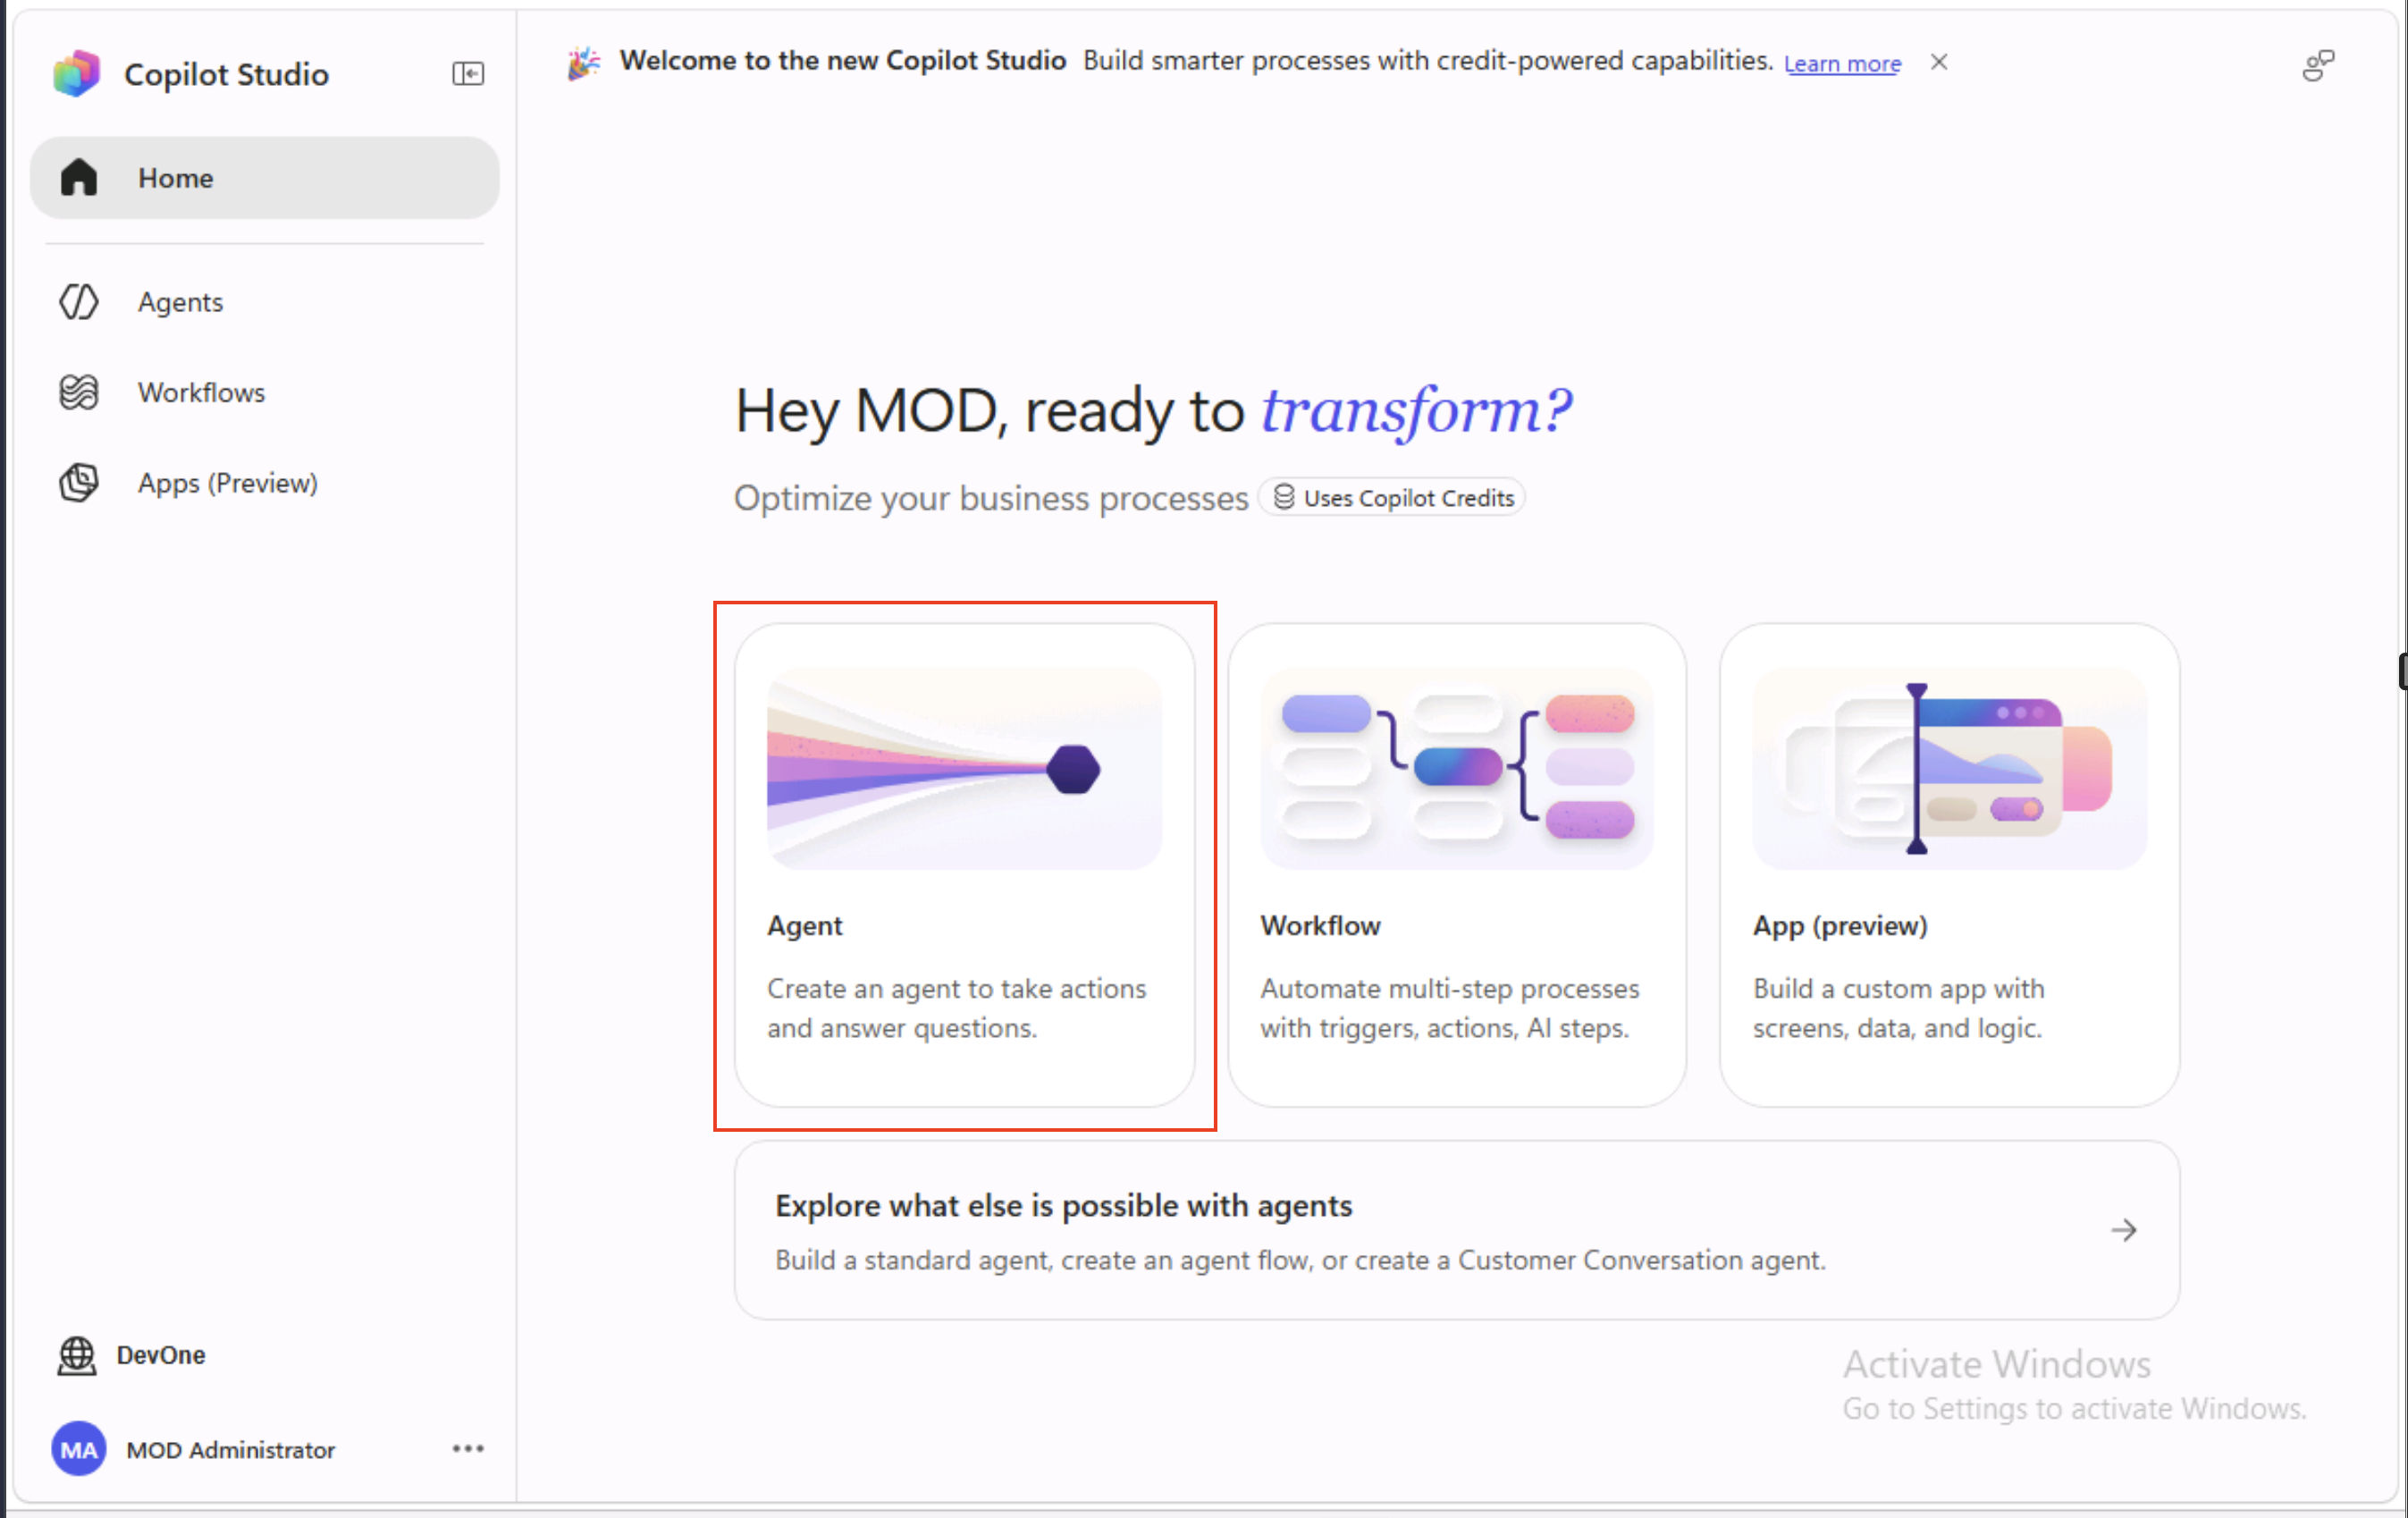 Copilot Studio
Home
Agents
Workflows
Apps (Preview)
DevOne
MA MOD Administrator
Welcome to the new Copilot Studio Build smarter processes with credit-powered capabilities. Learn more
Hey MOD, ready to transform?
Optimize your business processes Uses Copilot Credits
Agent
Create an agent to take actions
and answer questions.
Workflow
Automate multi-step processes
with triggers, actions, AI steps.
App (preview)
Build a custom app with
screens, data, and logic.
Explore what else is possible with agents
Build a standard agent, create an agent flow, or create a Customer Conversation agent.
Activate Windows
Go to Settings to activate Windows.